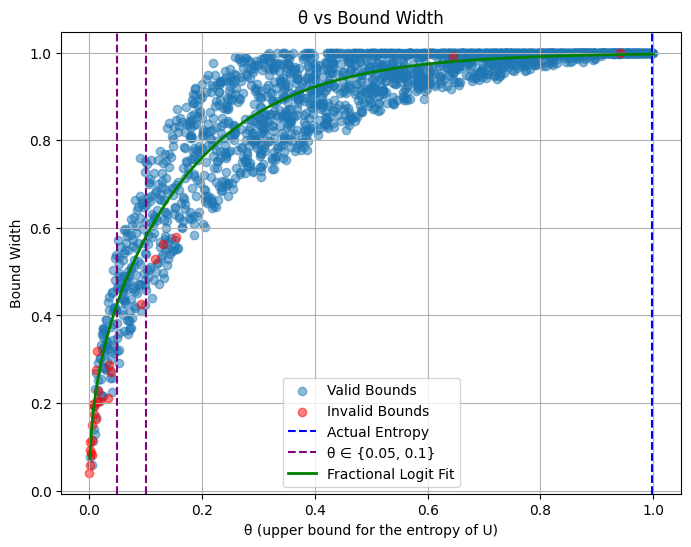 θ vs Bound Width
Bound Width
1.0
0.8
0.6
0.4
0.2
0.0
Valid Bounds
Invalid Bounds
Actual Entropy
θ ∈ {0.05, 0.1}
Fractional Logit Fit
0.0 0.2 0.4 0.6 0.8 1.0
θ (upper bound for the entropy of U)